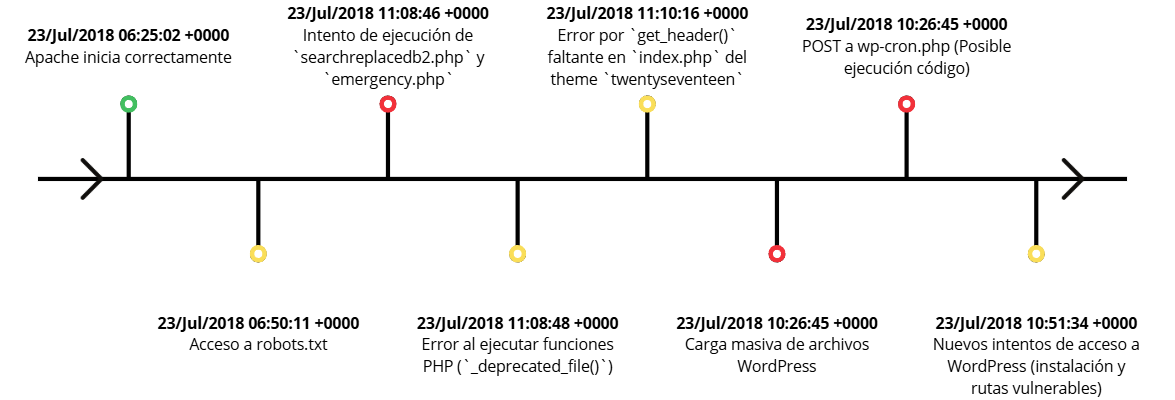 23/Jul/2018 06:25:02 +0000
Apache inicia correctamente
23/Jul/2018 11:08:46 +0000
Intento de ejecución de
`searchreplacedb2.php` y
`emergency.php`
23/Jul/2018 11:10:16 +0000
Error por `get_header()`
faltante en `index.php` del
theme `twentyseventeen`
23/Jul/2018 10:26:45 +0000
POST a wp-cron.php (Posible
ejecución código)
23/Jul/2018 06:50:11 +0000
Acceso a robots.txt
23/Jul/2018 11:08:48 +0000
Error al ejecutar funciones
PHP (`_deprecated_file()`)
23/Jul/2018 10:26:45 +0000
Carga masiva de archivos
WordPress
23/Jul/2018 10:51:34 +0000
Nuevos intentos de acceso a
WordPress (instalación y
rutas vulnerables)